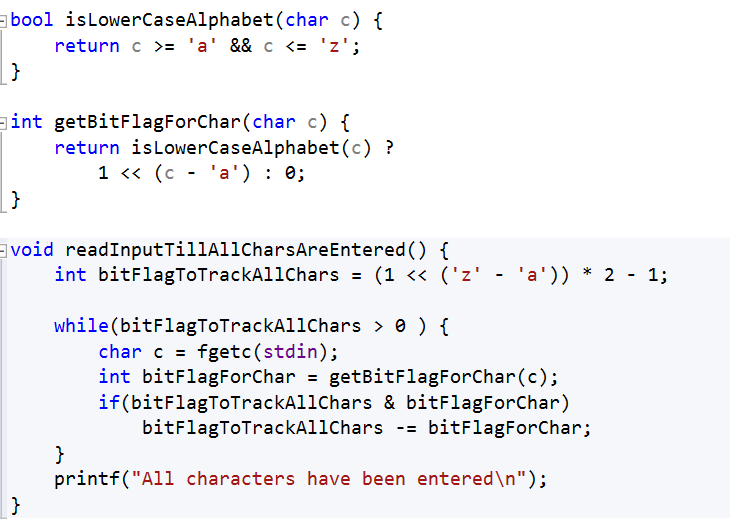 bool isLowerCaseAlphabet(char c) {
    return c >= 'a' && c <= 'z';
}

int getBitFlagForChar(char c) {
    return isLowerCaseAlphabet(c) ?
        1 << (c - 'a') : 0;
}

void readInputTillAllCharsAreEntered() {
    int bitFlagToTrackAllChars = (1 << ('z' - 'a')) * 2 - 1;

    while(bitFlagToTrackAllChars > 0 ) {
        char c = fgetc(stdin);
        int bitFlagForChar = getBitFlagForChar(c);
        if(bitFlagToTrackAllChars & bitFlagForChar)
            bitFlagToTrackAllChars -= bitFlagForChar;
    }
    printf("All characters have been entered\n");
}